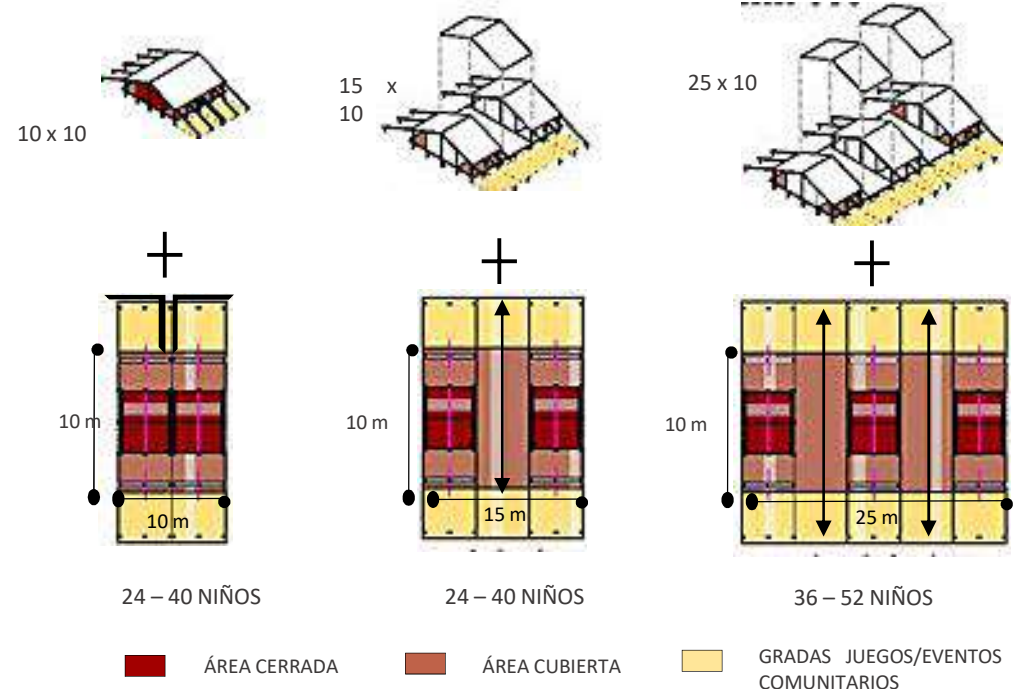 10 x 10
15 x
10
25 x 10
10 m
10 m
10 m
15 m
10 m
25 m
24 – 40 NIÑOS
24 – 40 NIÑOS
36 – 52 NIÑOS
ÁREA CERRADA
ÁREA CUBIERTA
GRADAS JUEGOS/EVENTOS
COMUNITARIOS